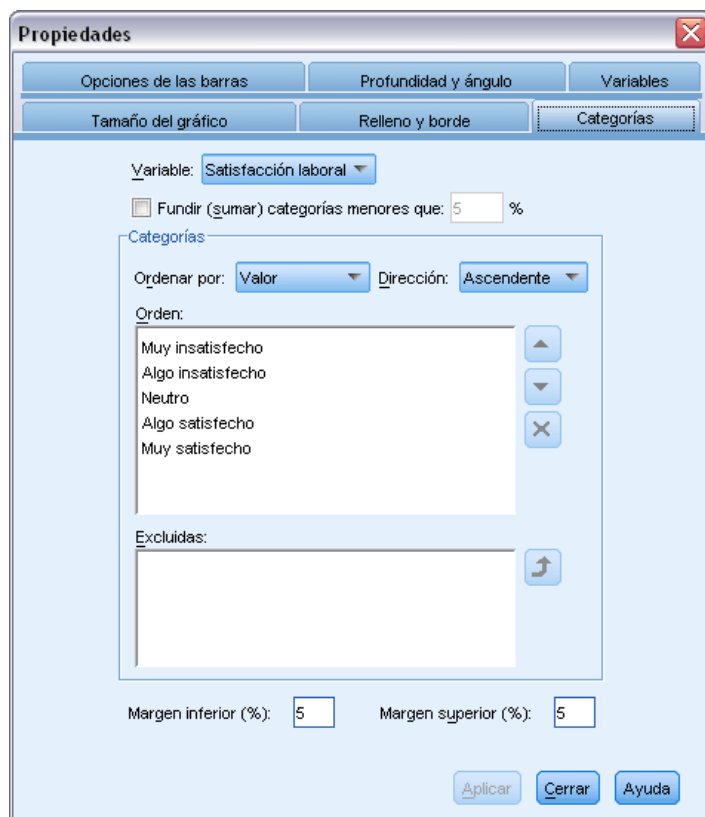 Propiedades
Opciones de las barras Profundidad y ángulo Variables
Tamaño del gráfico Relleno y borde Categorías
Variable: Satisfacción laboral
Fundir (sumar) categorías menores que: 5 %
Categorías
Ordenar por: Valor Dirección: Ascendente
Orden:
Muy insatisfecho
Algo insatisfecho
Neutro
Algo satisfecho
Muy satisfecho
Excluidas:
Margen inferior (%): 5 Margen superior (%): 5
Aplicar Cerrar Ayuda